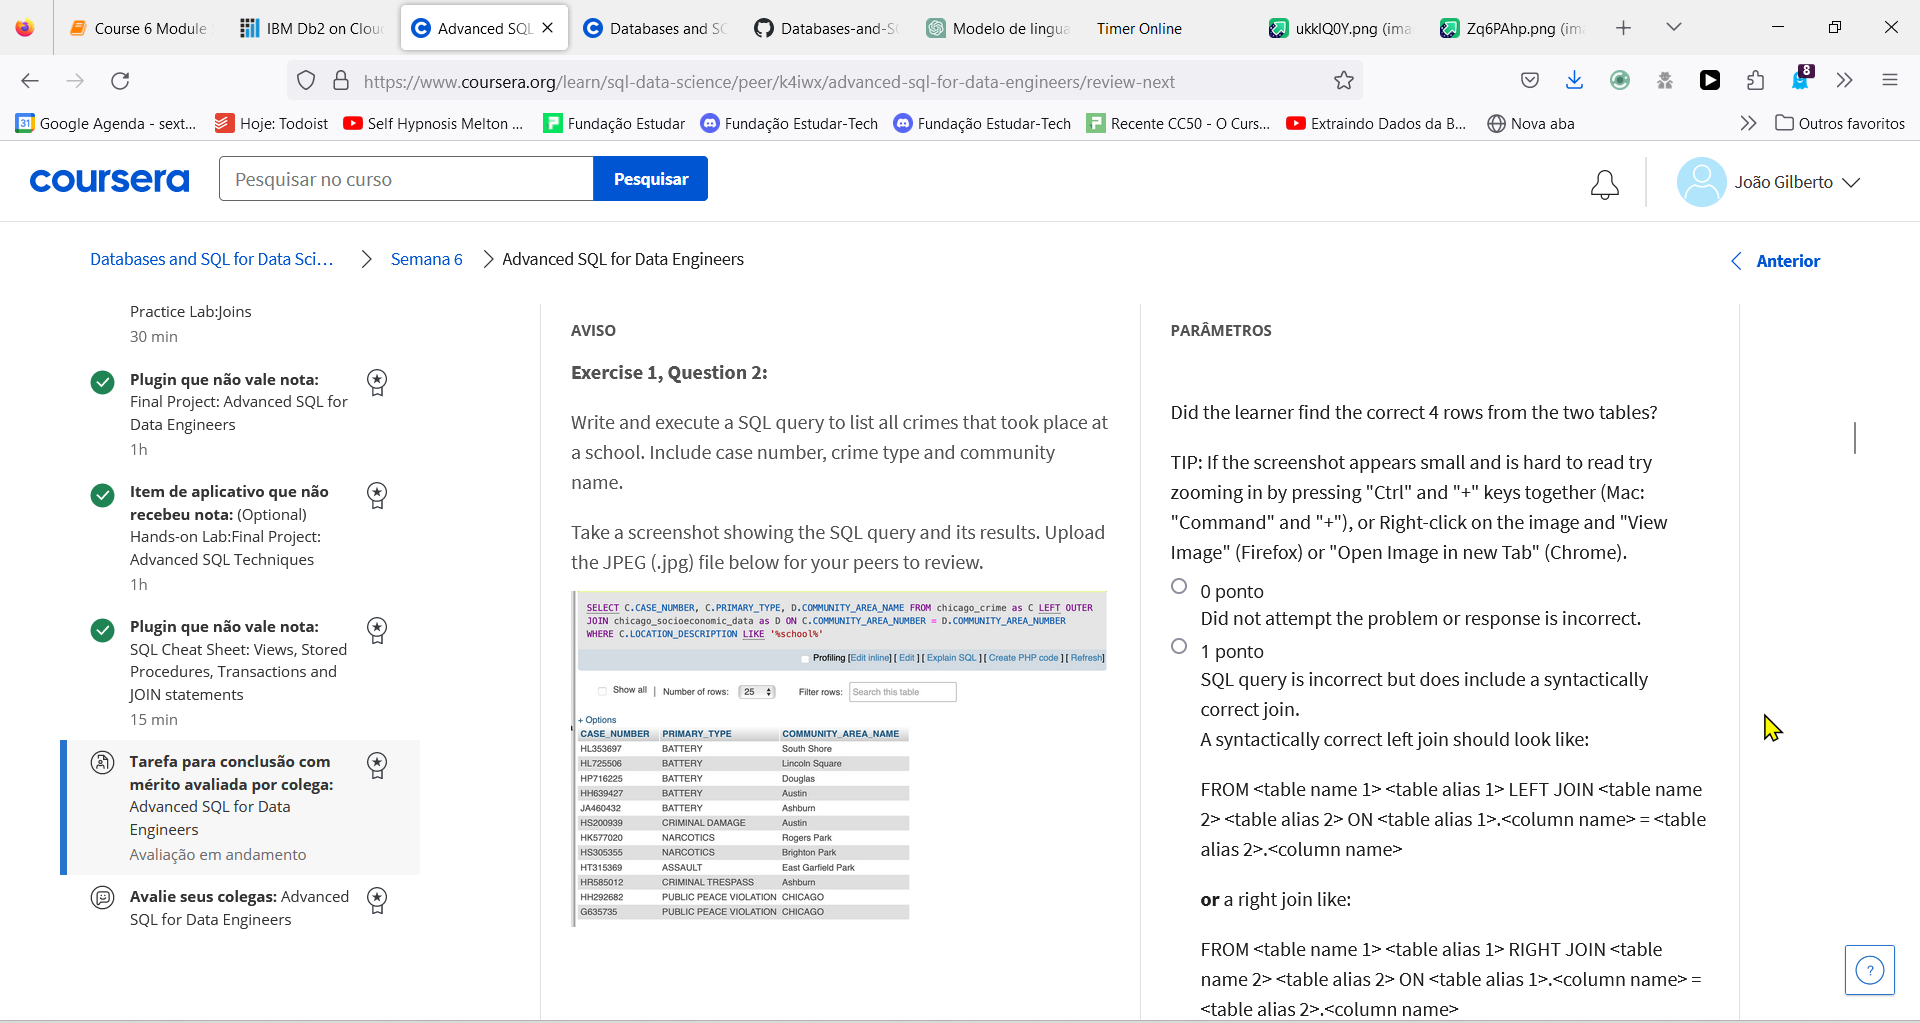 Course 6 Module
IBM Db2 on Clou
Advanced SQL
Databases and SQ
Databases-and-S
Modelo de lingua
Timer Online
ukklQ0Y.png (ima
Zq6PAhp.png (im
https://www.coursera.org/learn/sql-data-science/peer/k4iwx/advanced-sql-for-data-engineers/review-next
8
31
Google Agenda - sext...
Hoje: Todoist
Self Hypnosis Melton ...
Fundação Estudar
Fundação Estudar-Tech
Fundação Estudar-Tech
Recente CC50 - O Curs...
Extraindo Dados da B...
Nova aba
Outros favoritos
coursera
Pesquisar no curso
Pesquisar
João Gilberto
Databases and SQL for Data Sci...
Semana 6
Advanced SQL for Data Engineers
Anterior
Practice Lab:Joins
30 min
Plugin que não vale nota:
Final Project: Advanced SQL for
Data Engineers
1h
Item de aplicativo que não
recebeu nota: (Optional)
Hands-on Lab:Final Project:
Advanced SQL Techniques
1h
Plugin que não vale nota:
SQL Cheat Sheet: Views, Stored
Procedures, Transactions and
JOIN statements
15 min
Tarefa para conclusão com
mérito avaliada por colega:
Advanced SQL for Data
Engineers
Avaliação em andamento
Avalie seus colegas: Advanced
SQL for Data Engineers
AVISO
Exercise 1, Question 2:
Write and execute a SQL query to list all crimes that took place at
a school. Include case number, crime type and community
name.
Take a screenshot showing the SQL query and its results. Upload
the JPEG (.jpg) file below for your peers to review.
SELECT C.CASE_NUMBER, C.PRIMARY_TYPE, D.COMMUNITY_AREA_NAME FROM chicago_crime as C LEFT OUTER
JOIN chicago_socioeconomic_data as D ON C.COMMUNITY_AREA_NUMBER = D.COMMUNITY_AREA_NUMBER
WHERE C.LOCATION_DESCRIPTION LIKE '%school%'
Profiling [Edit inline] [ Edit ] [ Explain SQL ] [ Create PHP code ] [ Refresh]
Show all | Number of rows: 25 Filter rows: Search this table
+ Options
CASE_NUMBER PRIMARY_TYPE COMMUNITY_AREA_NAME
HL353697 BATTERY South Shore
HL725506 BATTERY Lincoln Square
HP716225 BATTERY Douglas
HH639427 BATTERY Austin
JA460432 BATTERY Ashburn
HS200939 CRIMINAL DAMAGE Austin
HK577020 NARCOTICS Rogers Park
HS305355 NARCOTICS Brighton Park
HT315369 ASSAULT East Garfield Park
HR585012 CRIMINAL TRESPASS Ashburn
HH292682 PUBLIC PEACE VIOLATION CHICAGO
G635735 PUBLIC PEACE VIOLATION CHICAGO
PARÂMETROS
Did the learner find the correct 4 rows from the two tables?
TIP: If the screenshot appears small and is hard to read try
zooming in by pressing "Ctrl" and "+" keys together (Mac:
"Command" and "+"), or Right-click on the image and "View
Image" (Firefox) or "Open Image in new Tab" (Chrome).
0 ponto
Did not attempt the problem or response is incorrect.
1 ponto
SQL query is incorrect but does include a syntactically
correct join.
A syntactically correct left join should look like:
FROM <table name 1> <table alias 1> LEFT JOIN <table name
2> <table alias 2> ON <table alias 1>.<column name> = <table
alias 2>.<column name>
or a right join like:
FROM <table name 1> <table alias 1> RIGHT JOIN <table
name 2> <table alias 2> ON <table alias 1>.<column name> =
<table alias 2>.<column name>
?